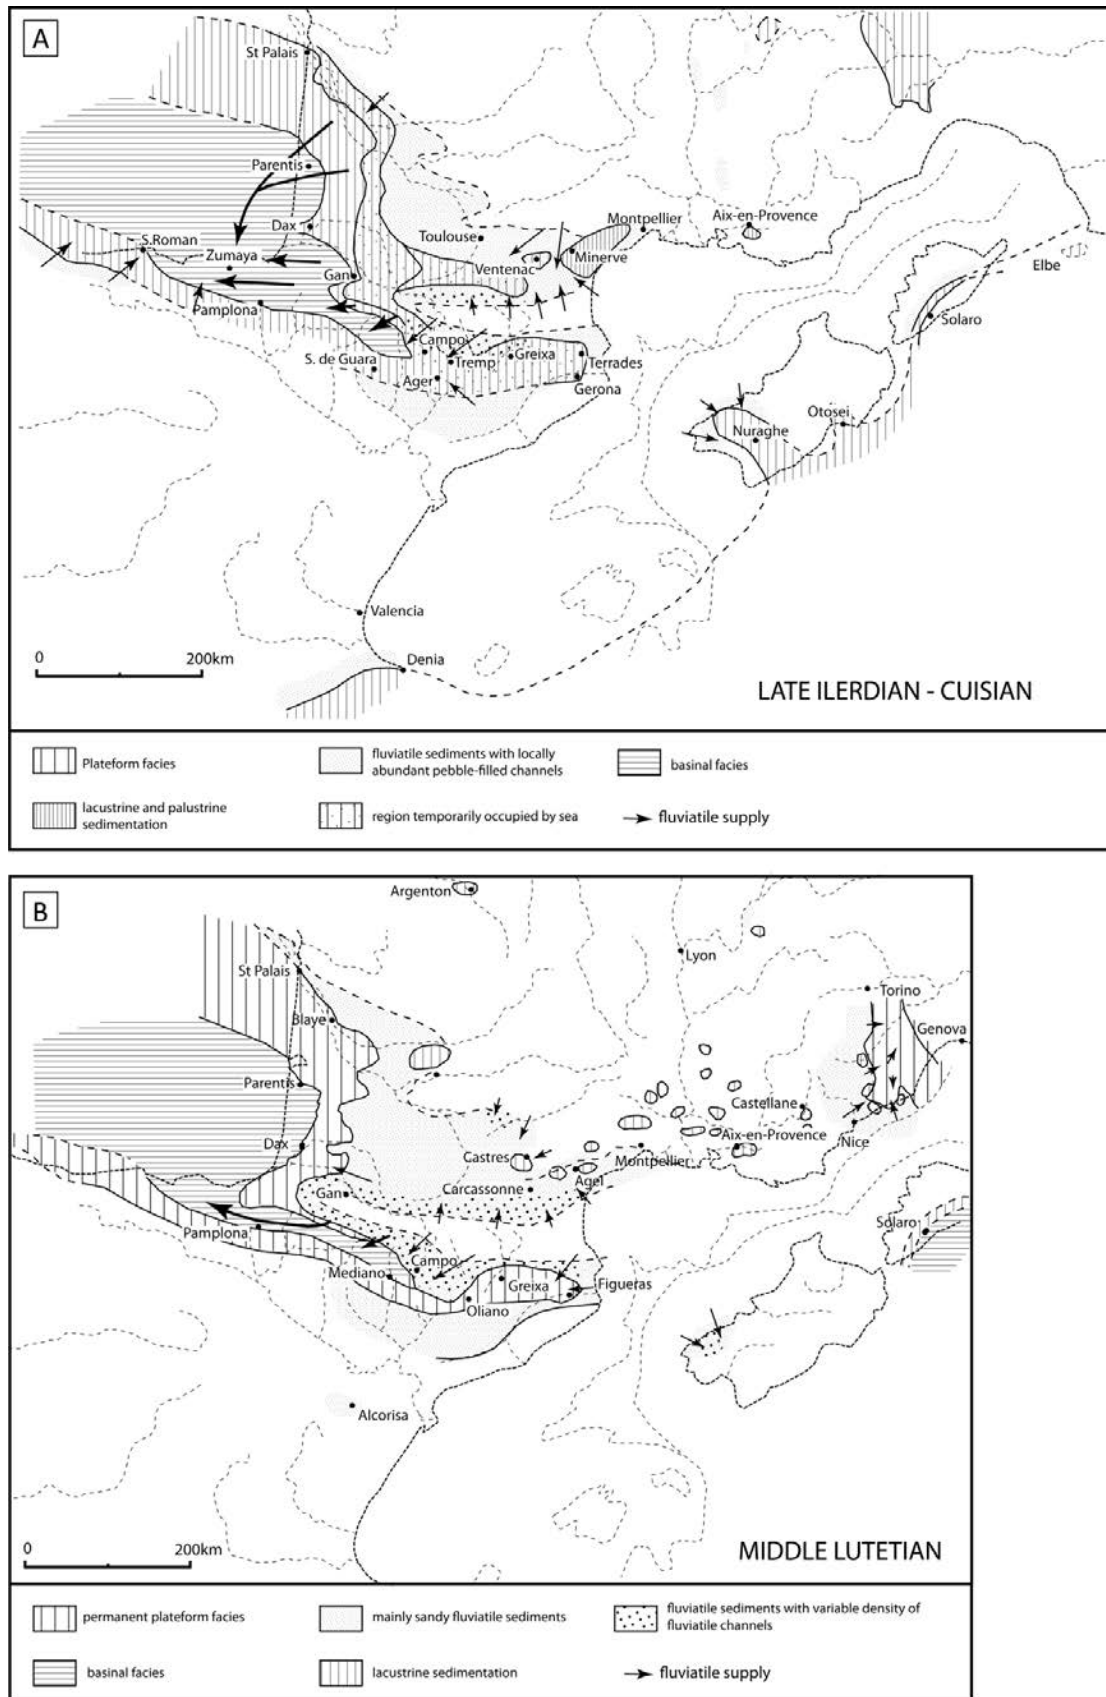 A
St Palais
Parentis
Dax
S.Roman
Zumaya
Gan
Pamplona
S. de Guara
Campo
Tremp
Ager
Greixa
Terrades
Gerona
Toulouse
Ventenac
Minerve
Montpellier
Aix-en-Provence
Elbe
Solaro
Otosei
Nuraghe
Valencia
Denia
0 200km
LATE ILERDIAN - CUISIAN
Plateform facies
fluviatile sediments with locally
abundant pebble-filled channels
basinal facies
lacustrine and palustrine
sedimentation
region temporarily occupied by sea
fluviatile supply
B
Argenton
Lyon
St Palais
Blaye
Torino
Genova
Parentis
Castellane
Dax
Castres
Aix-en-Provence
Nice
Montpellier
Gan
Carcassonne
Agel
Pamplona
Solaro
Campo
Mediano
Greixa
Figueras
Oliano
Alcorisa
0 200km
MIDDLE LUTETIAN
permanent plateform facies
mainly sandy fluviatile sediments
fluviatile sediments with variable density of
fluviatile channels
basinal facies
lacustrine sedimentation
fluviatile supply